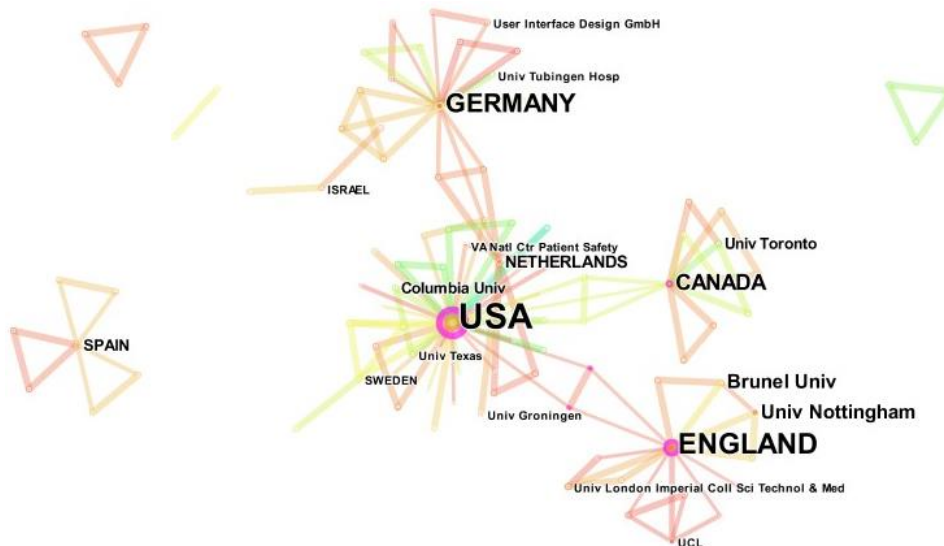 User Interface Design GmbH
Univ Tubingen Hosp
GERMANY
ISRAEL
Univ Toronto
VA Natl Ctr Patient Safety
NETHERLANDS
CANADA
Columbia Univ
USA
SPAIN
Univ Texas
SWEDEN
Brunel Univ
Univ Groningen
Univ Nottingham
ENGLAND
Univ London Imperial Coll Sci Technol & Med
UCL